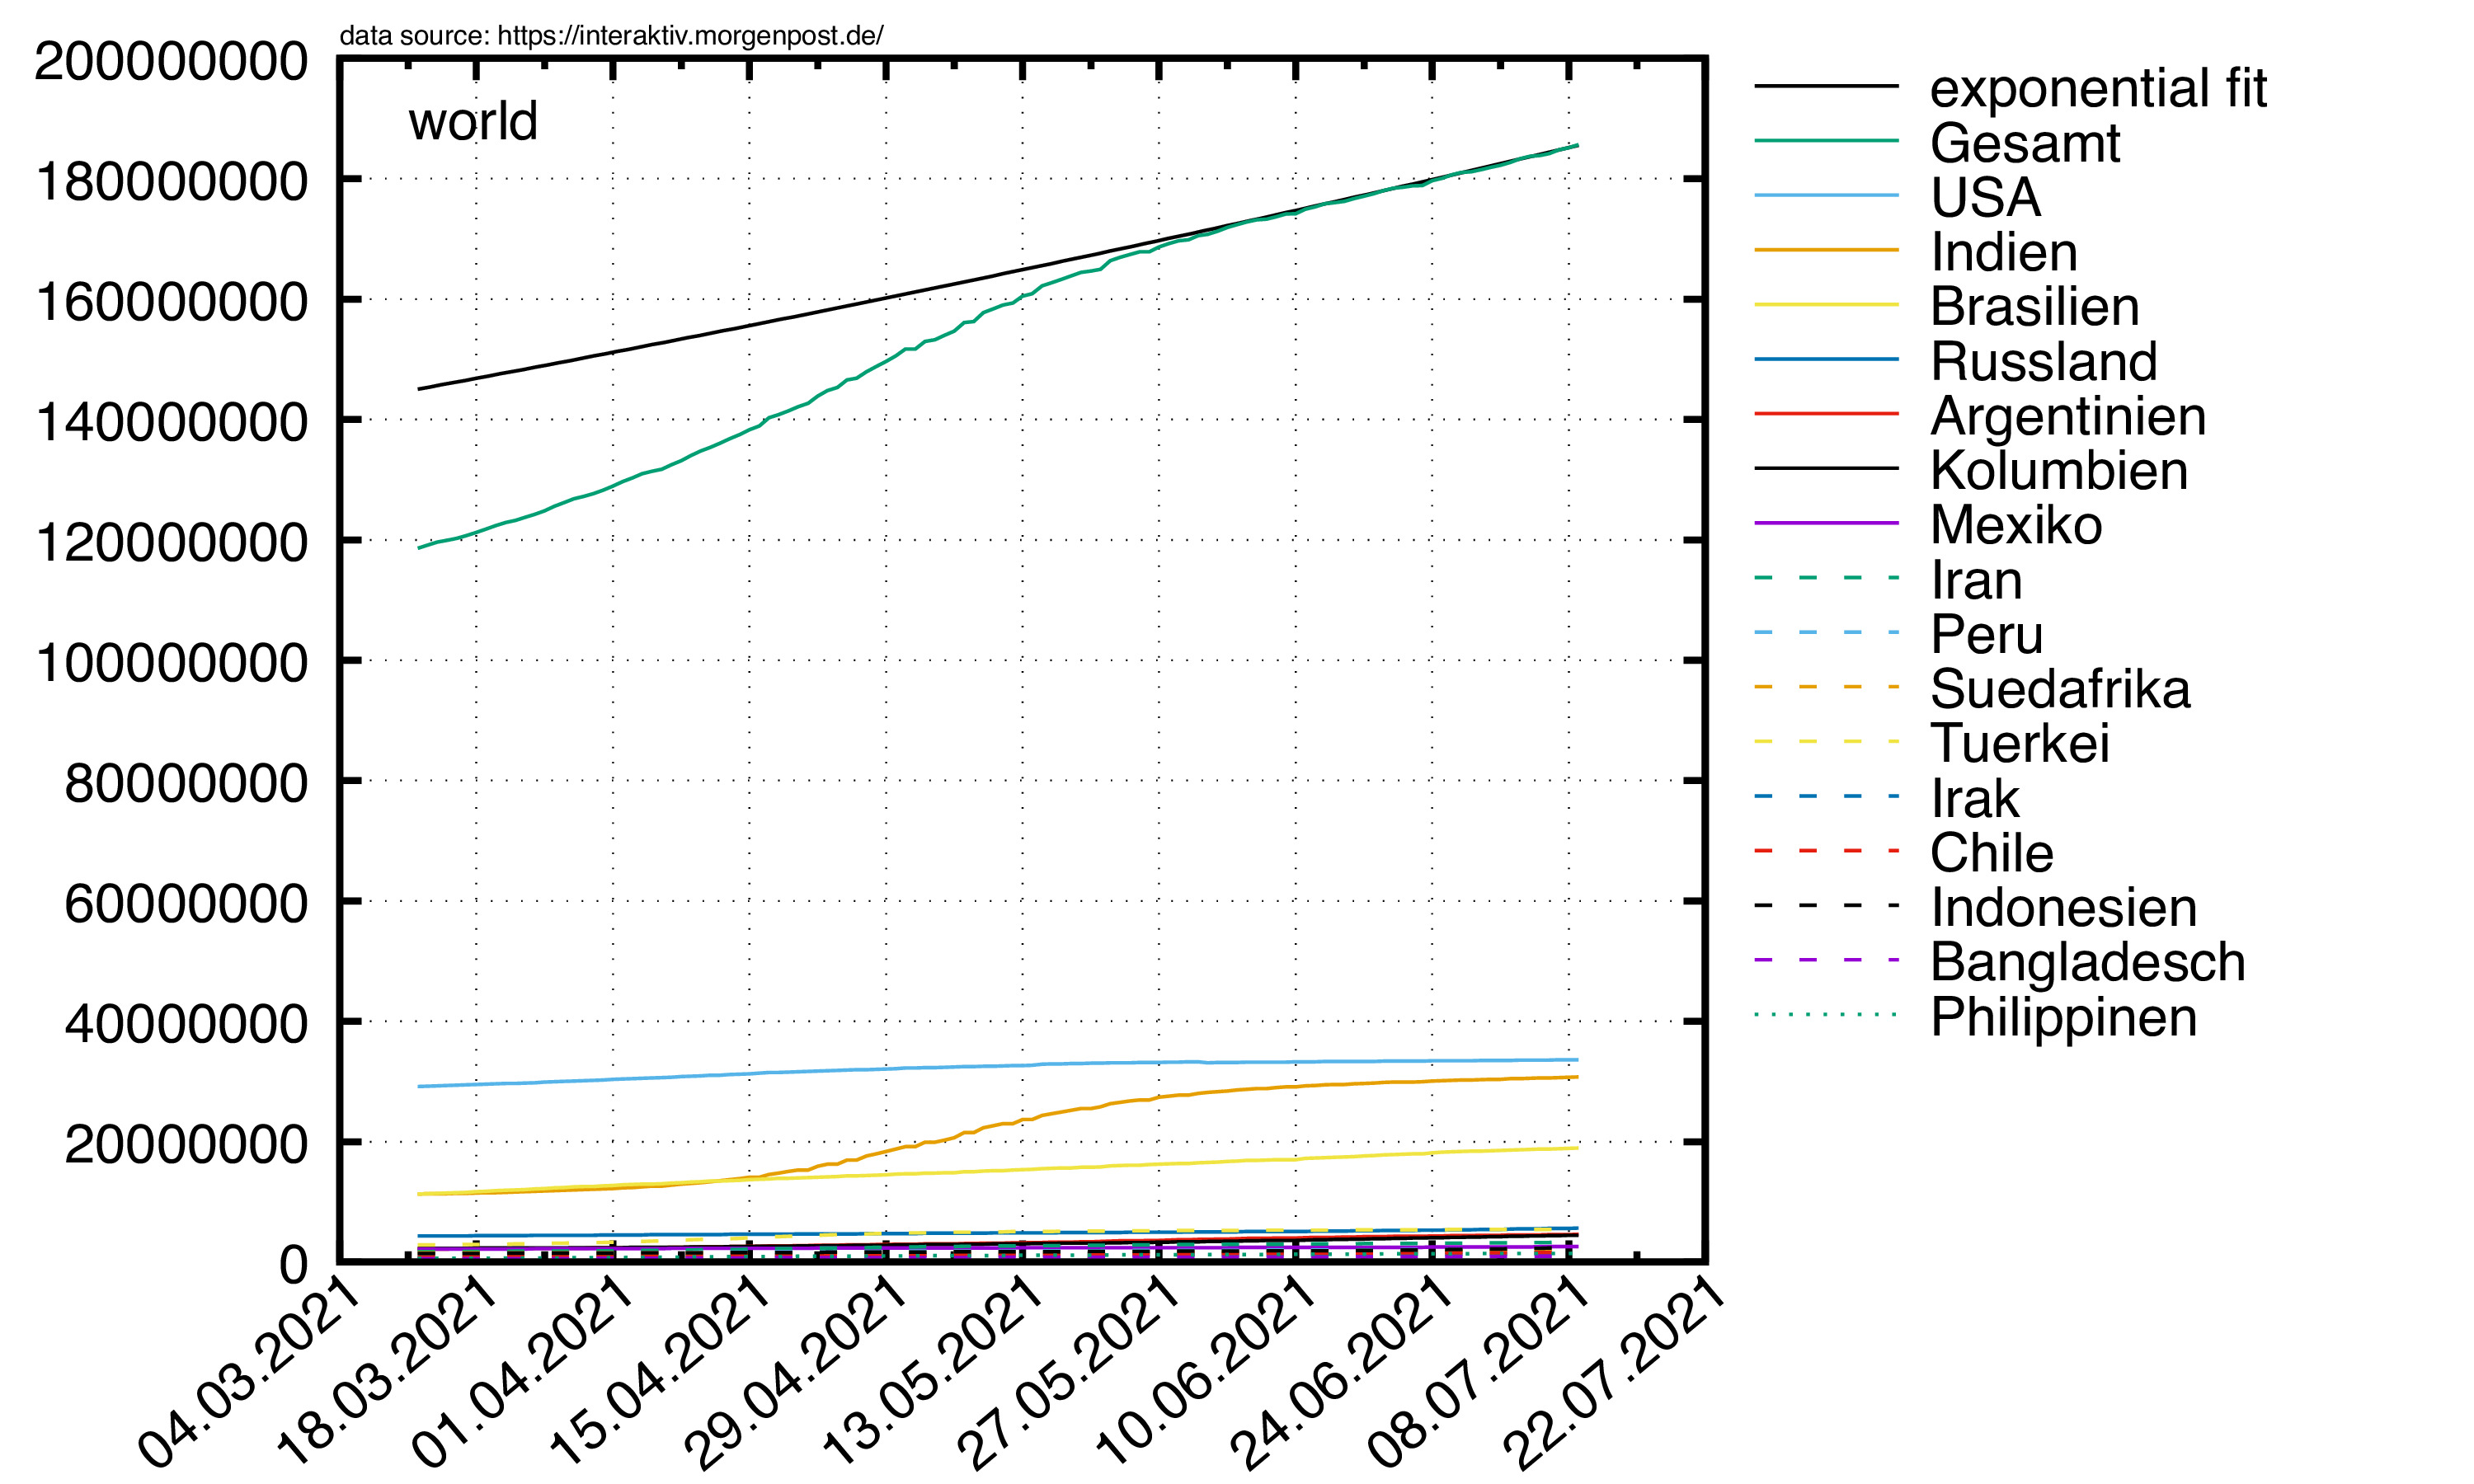 data source: https://interaktiv.morgenpost.de/
200000000
180000000
160000000
140000000
120000000
100000000
80000000
60000000
40000000
20000000
0
world
exponential fit
Gesamt
USA
Indien
Brasilien
Russland
Argentinien
Kolumbien
Mexiko
Iran
Peru
Suedafrika
Tuerkei
Irak
Chile
Indonesien
Bangladesch
Philippinen
04.03.2021
18.03.2021
01.04.2021
15.04.2021
29.04.2021
13.05.2021
27.05.2021
10.06.2021
24.06.2021
08.07.2021
22.07.2021